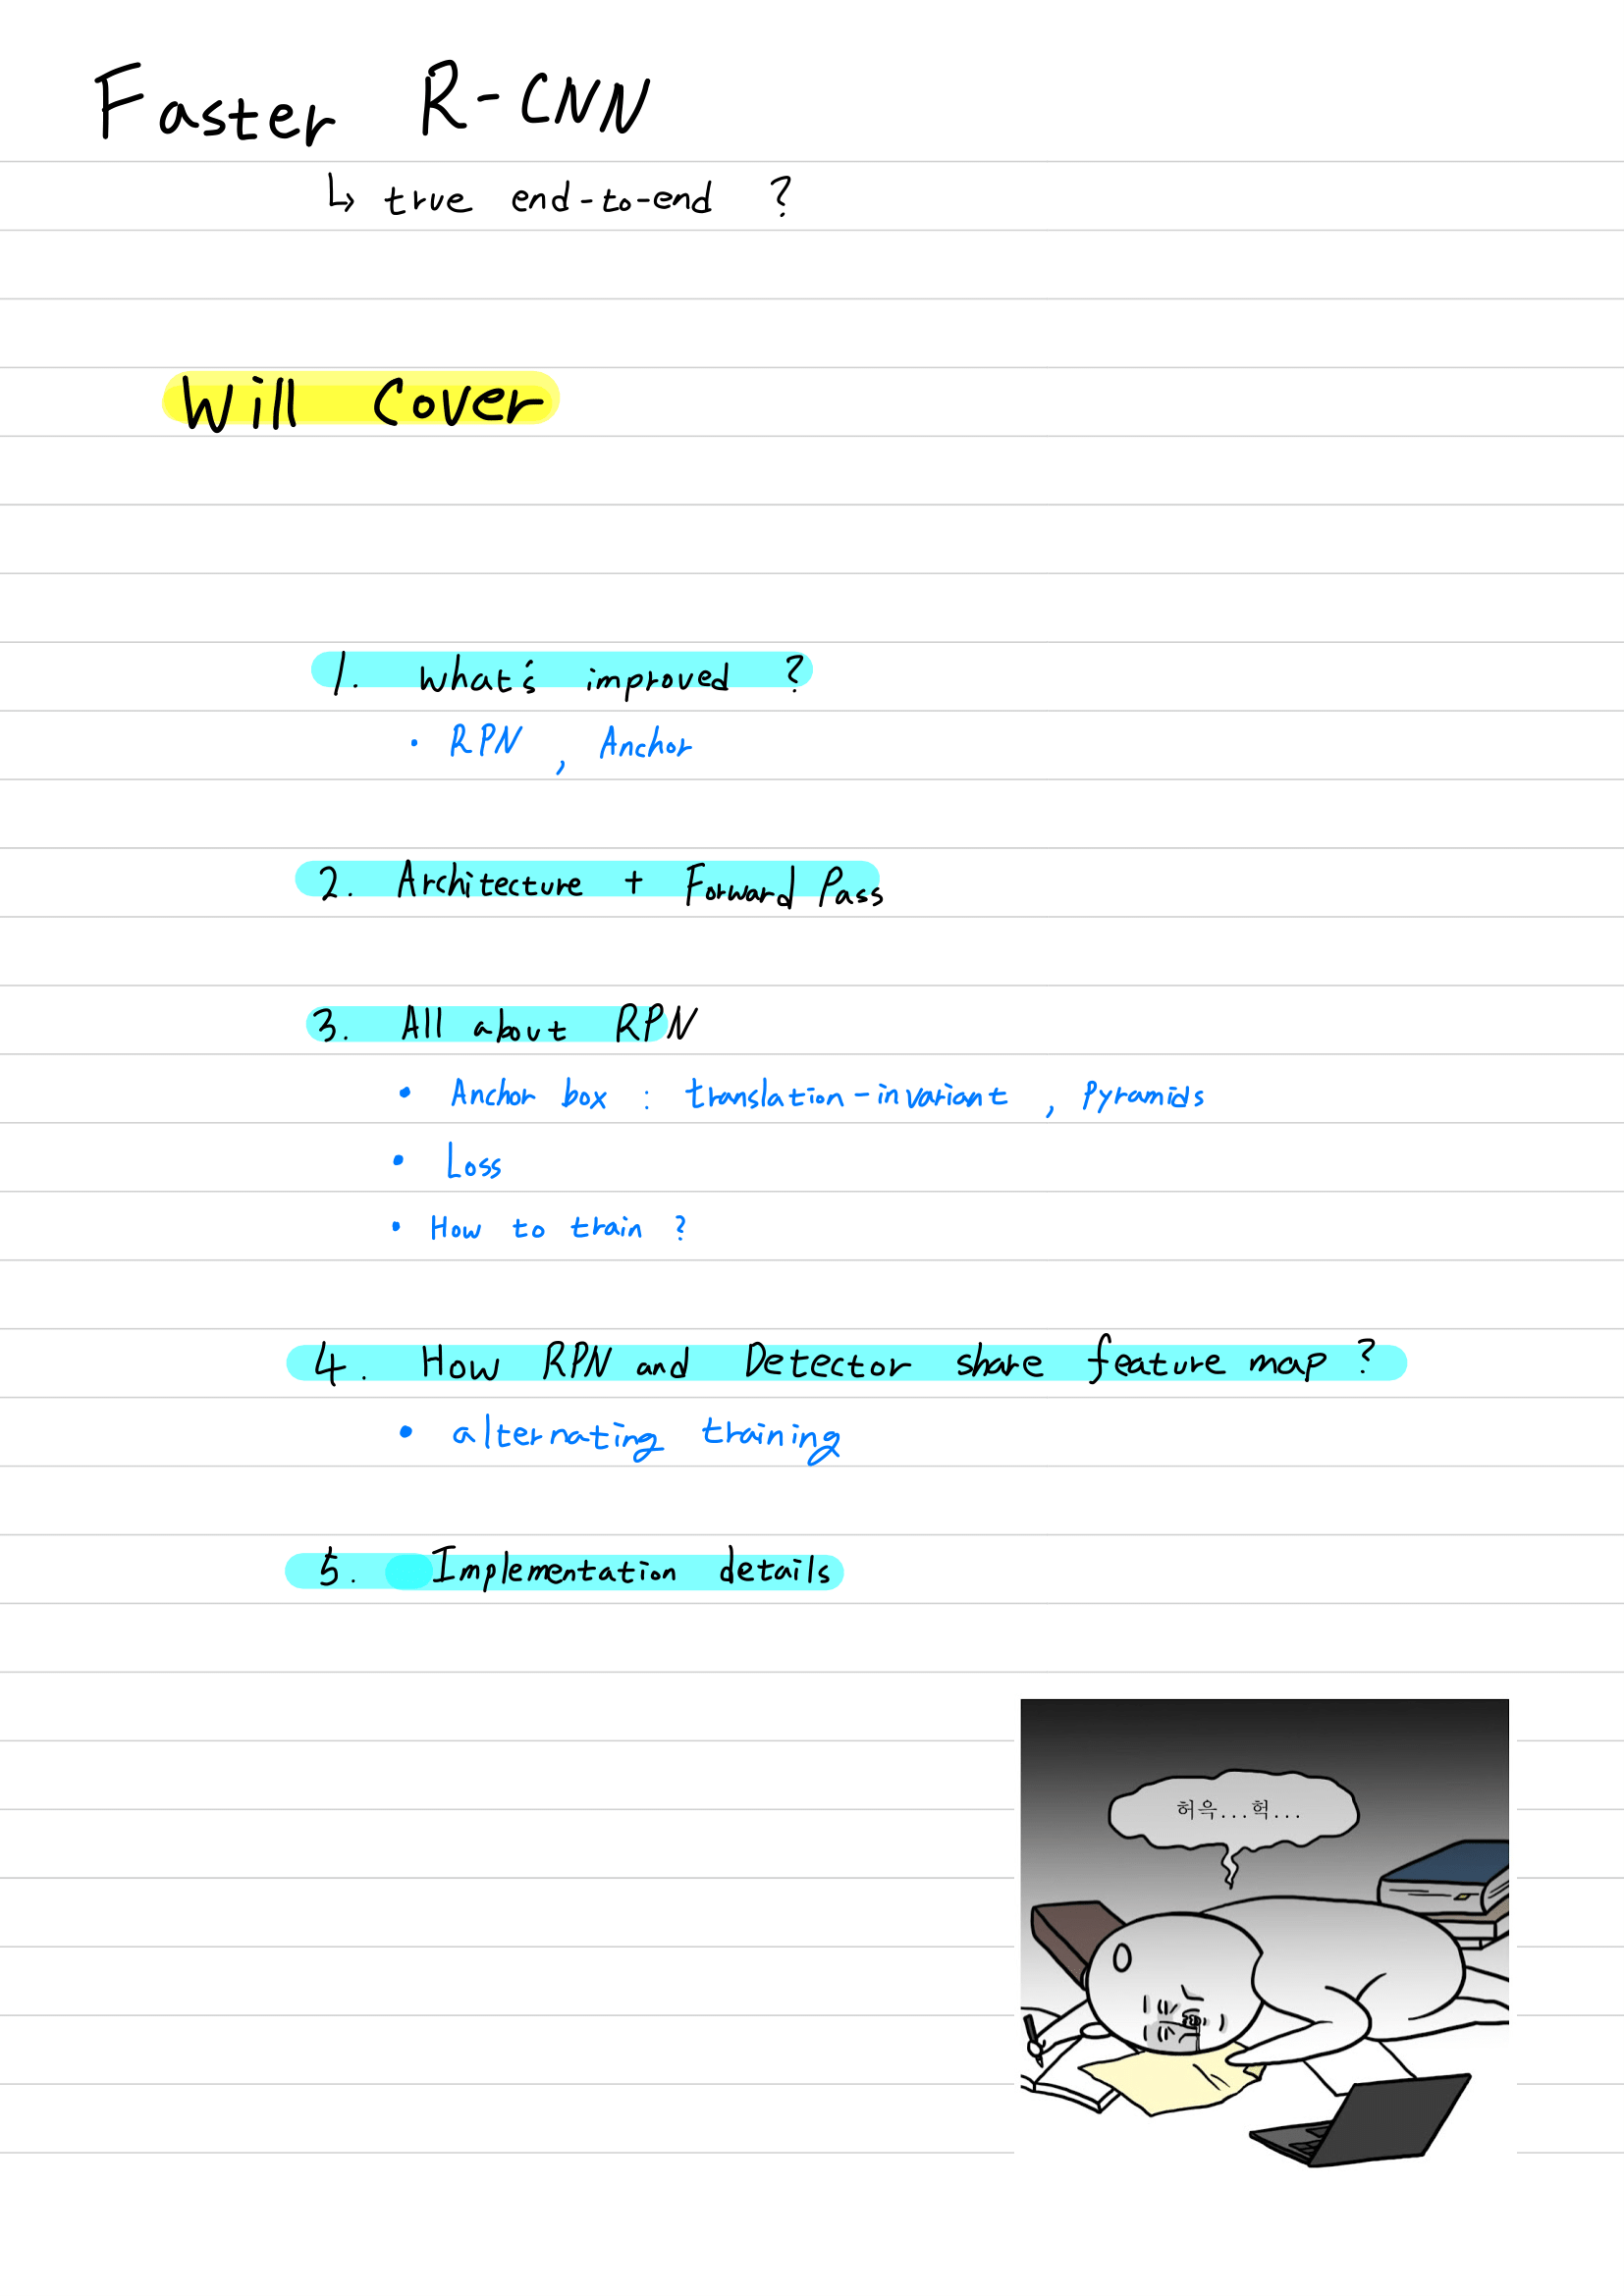 Faster R-CNN
↳ true end-to-end ?
Will Cover
1. What's improved ?
• RPN , Anchor
2. Architecture + Forward Pass
3. All about RPN
• Anchor box : translation-invariant , Pyramids
• Loss
• How to train ?
4. How RPN and Detector share feature map ?
• alternating training
5. Implementation details
허윽...헉...